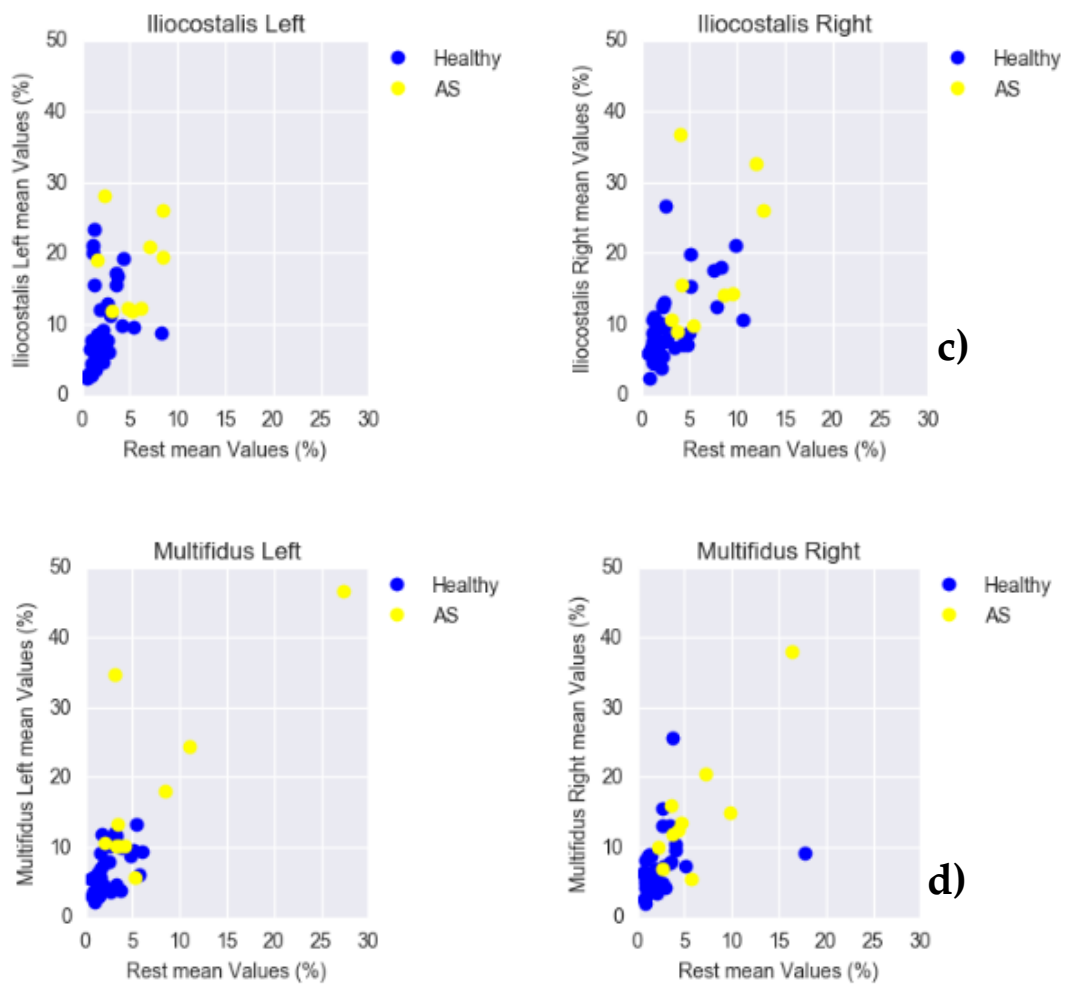 Iliocostalis Left
50
40
30
20
10
0
Iliocostalis Left mean Values (%)
0 5 10 15 20 25 30
Rest mean Values (%)
Healthy
AS
Iliocostalis Right
50
40
30
20
10
0
Iliocostalis Right mean Values (%)
0 5 10 15 20 25 30
Rest mean Values (%)
Healthy
AS
c)
Multifidus Left
50
40
30
20
10
0
Multifidus Left mean Values (%)
0 5 10 15 20 25 30
Rest mean Values (%)
Healthy
AS
Multifidus Right
50
40
30
20
10
0
Multifidus Right mean Values (%)
0 5 10 15 20 25 30
Rest mean Values (%)
Healthy
AS
d)